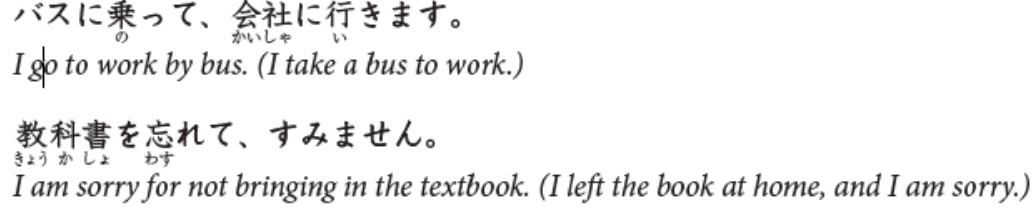 バスに乗って、会社に行きます。
の かいしゃ い
I go to work by bus. (I take a bus to work.)
教科書を忘れて、すみません。
きょう か しょ わす
I am sorry for not bringing in the textbook. (I left the book at home, and I am sorry.)